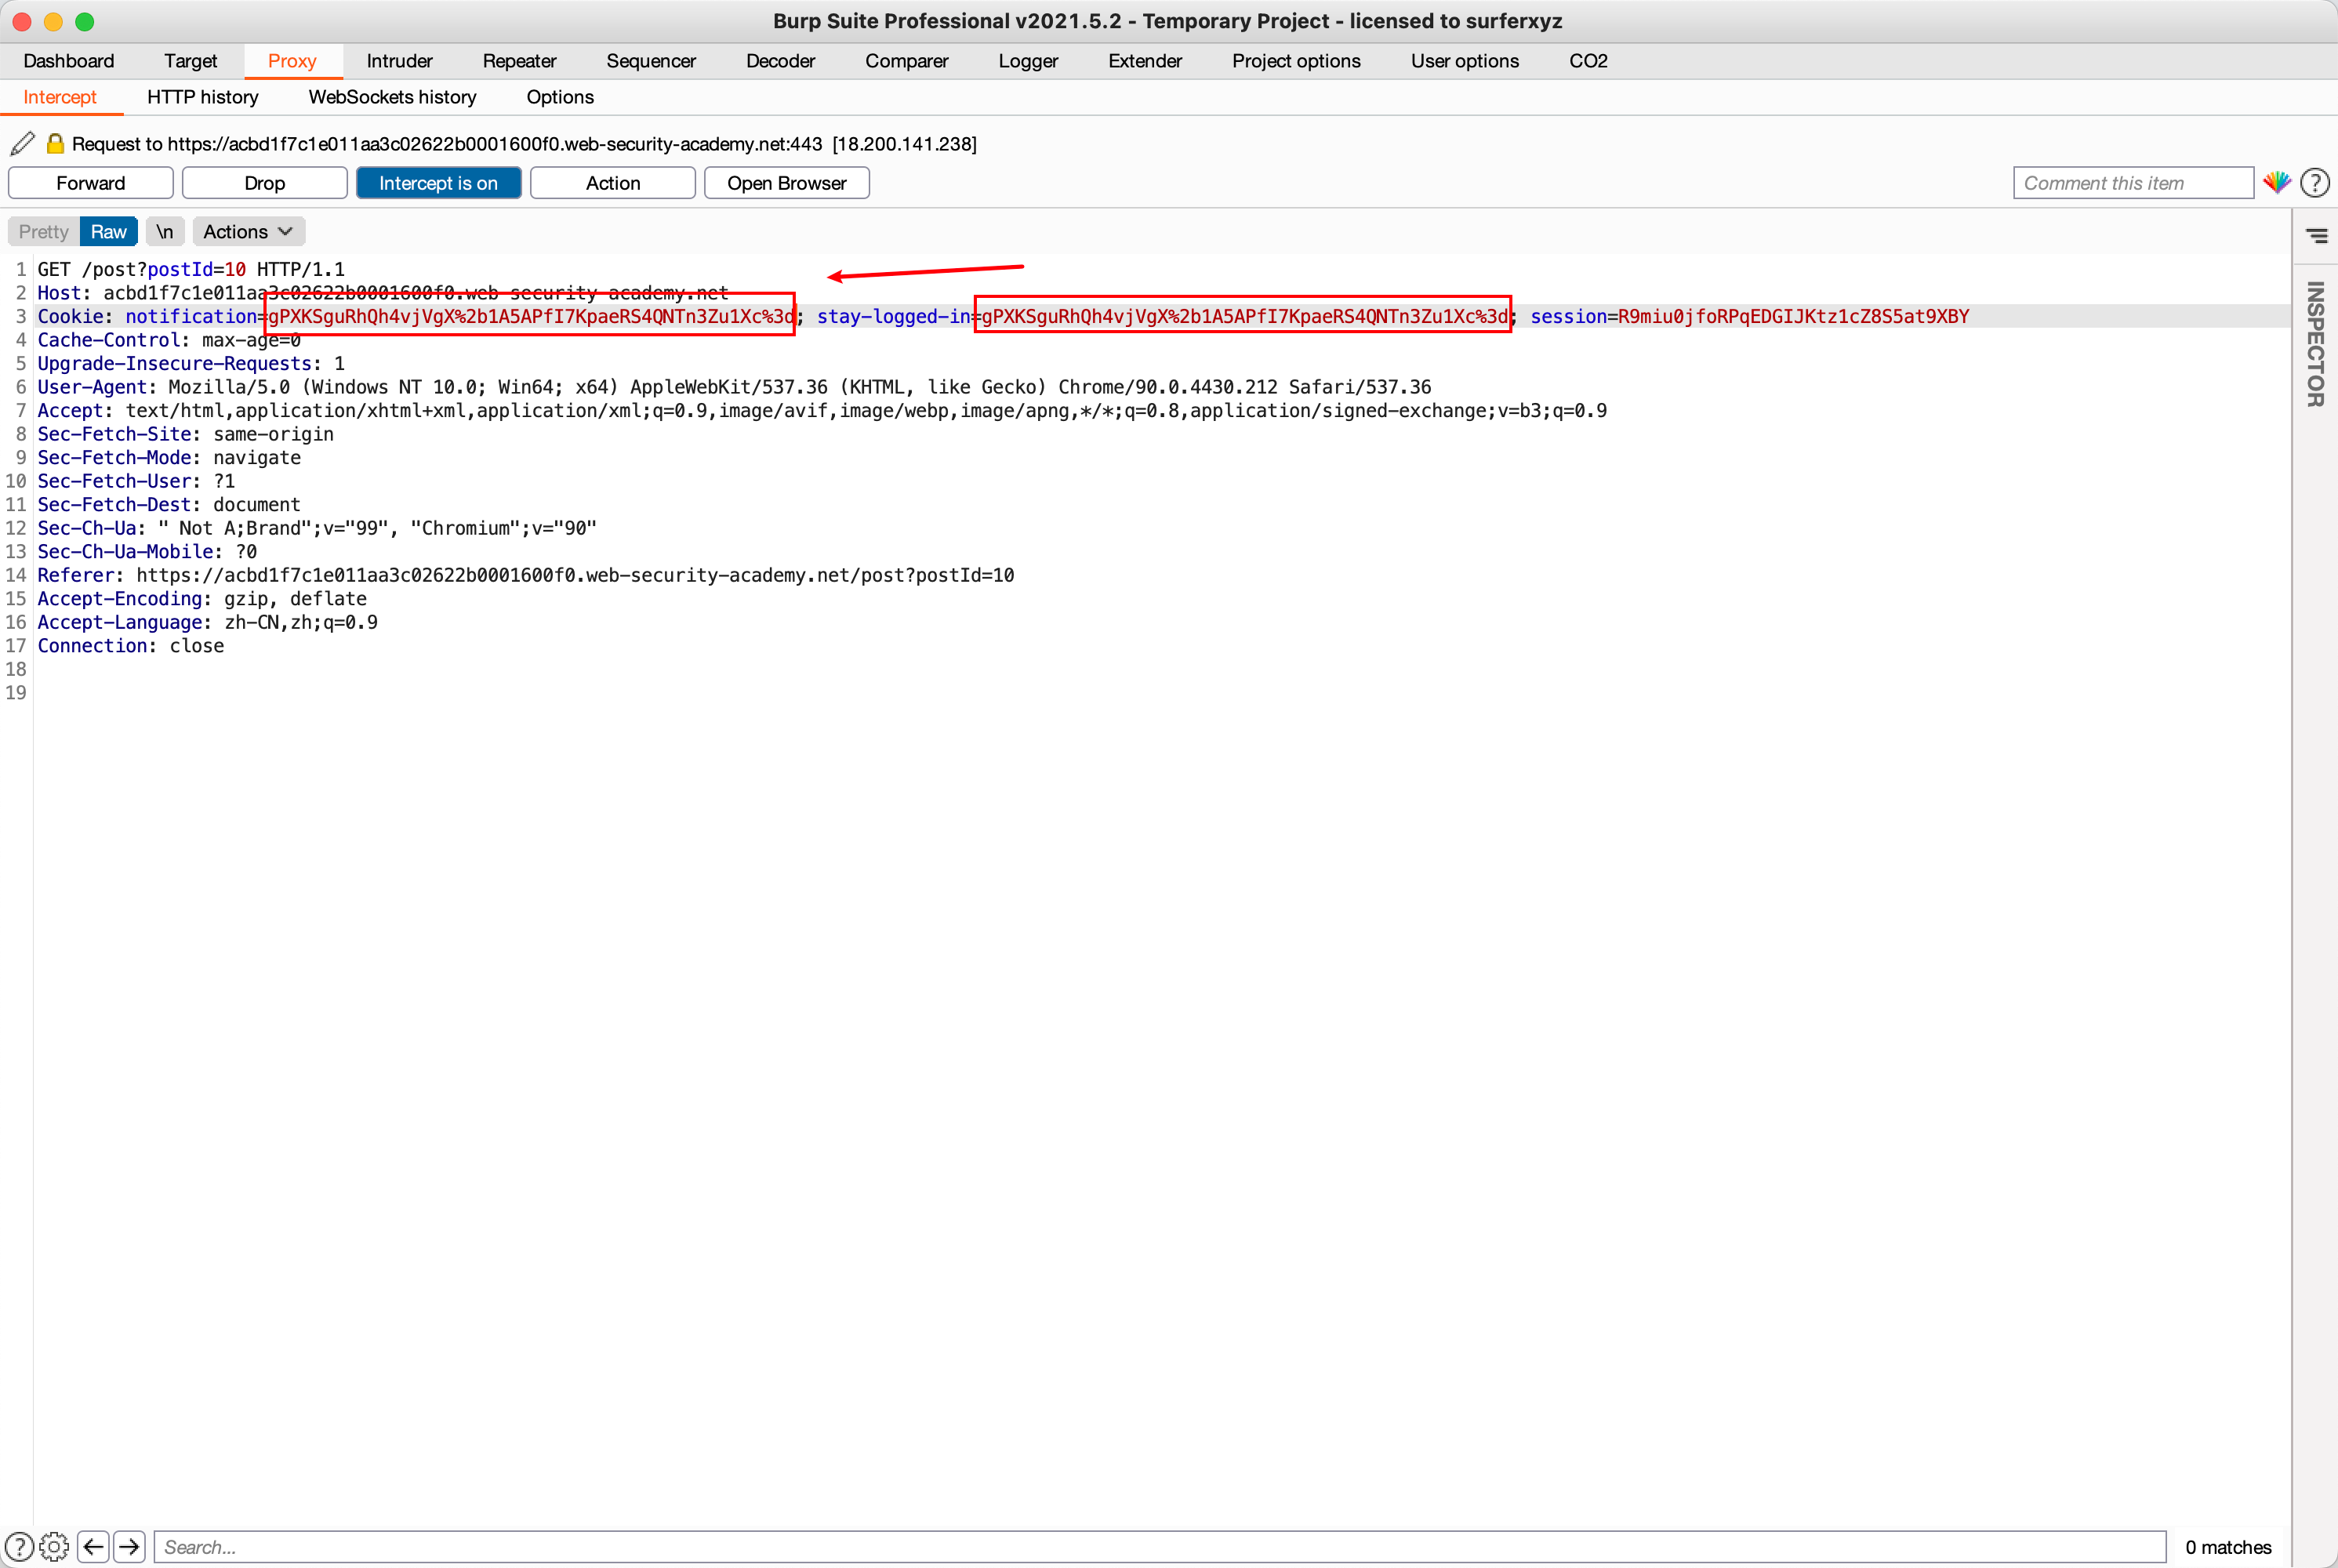 Burp Suite Professional v2021.5.2 - Temporary Project - licensed to surferxyz
Dashboard Target Proxy Intruder Repeater Sequencer Decoder Comparer Logger Extender Project options User options CO2
Intercept HTTP history WebSockets history Options
Request to https://acbd1f7c1e011aa3c02622b0001600f0.web-security-academy.net:443 [18.200.141.238]
Forward Drop Intercept is on Action Open Browser Comment this item ?
Pretty Raw \n Actions
INSPECTOR
1 GET /post?postId=10 HTTP/1.1
2 Host: acbd1f7c1e011aa3c02622b0001600f0.web-security-academy.net
3 Cookie: notification=gPXKSguRhQh4vjVgX%2b1A5APfI7KpaeRS4QNTn3Zu1Xc%3d; stay-logged-in=gPXKSguRhQh4vjVgX%2b1A5APfI7KpaeRS4QNTn3Zu1Xc%3d; session=R9miu0jfoRPqEDGIJKtz1cZ8S5at9XBY
4 Cache-Control: max-age=0
5 Upgrade-Insecure-Requests: 1
6 User-Agent: Mozilla/5.0 (Windows NT 10.0; Win64; x64) AppleWebKit/537.36 (KHTML, like Gecko) Chrome/90.0.4430.212 Safari/537.36
7 Accept: text/html,application/xhtml+xml,application/xml;q=0.9,image/avif,image/webp,image/apng,*/*;q=0.8,application/signed-exchange;v=b3;q=0.9
8 Sec-Fetch-Site: same-origin
9 Sec-Fetch-Mode: navigate
10 Sec-Fetch-User: ?1
11 Sec-Fetch-Dest: document
12 Sec-Ch-Ua: " Not A;Brand";v="99", "Chromium";v="90"
13 Sec-Ch-Ua-Mobile: ?0
14 Referer: https://acbd1f7c1e011aa3c02622b0001600f0.web-security-academy.net/post?postId=10
15 Accept-Encoding: gzip, deflate
16 Accept-Language: zh-CN,zh;q=0.9
17 Connection: close
18
19
? Search... 0 matches